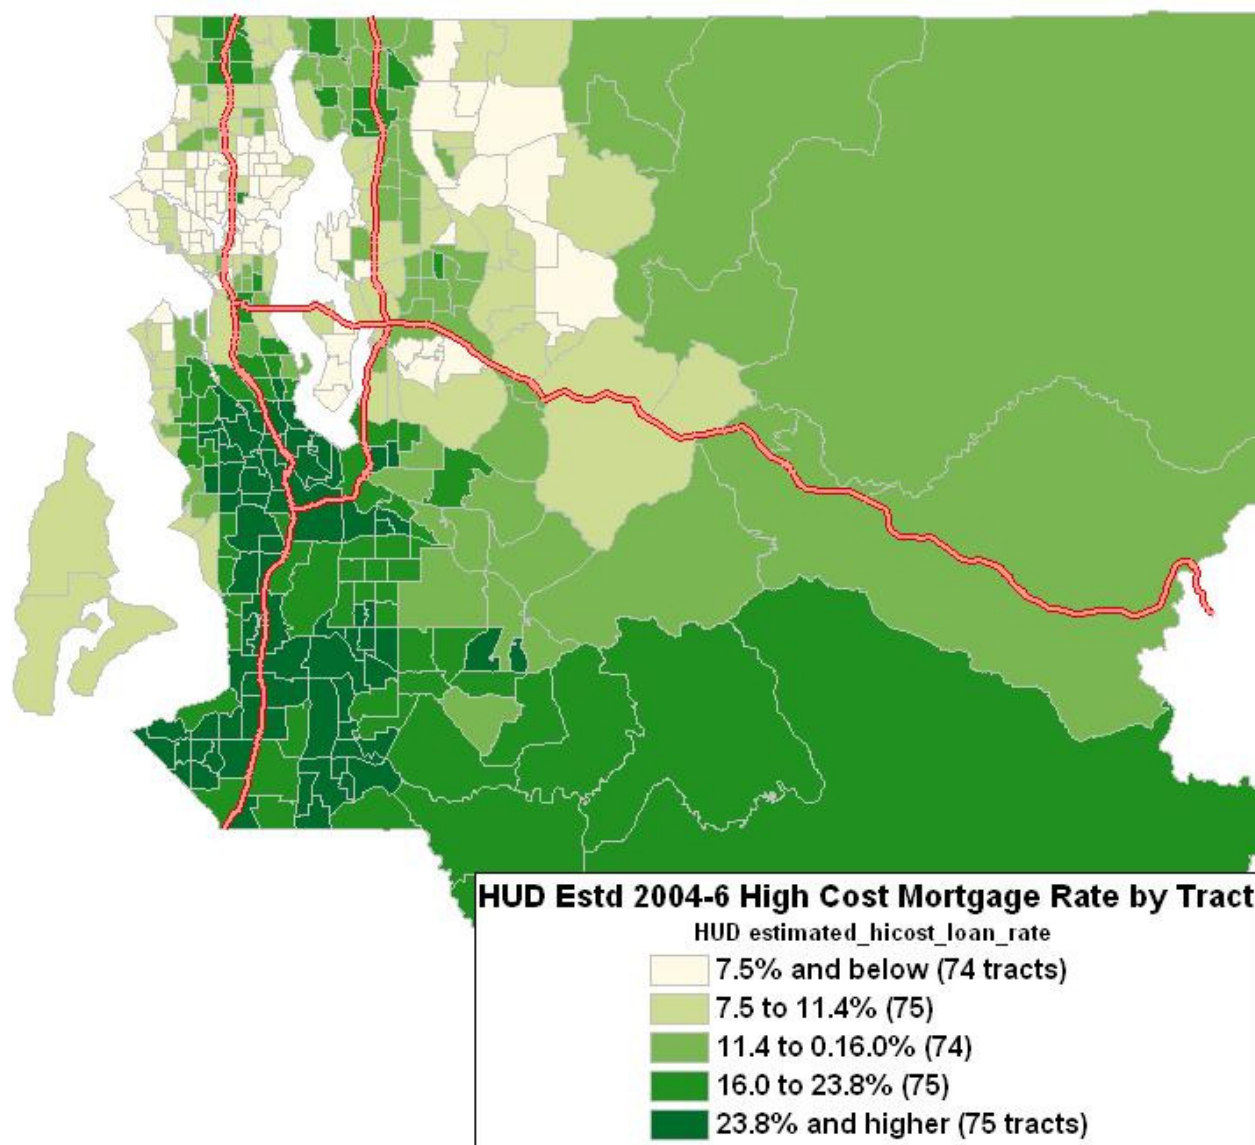 HUD Estd 2004-6 High Cost Mortgage Rate by Tract
HUD estimated_hicost_loan_rate
7.5% and below (74 tracts)
7.5 to 11.4% (75)
11.4 to 0.16.0% (74)
16.0 to 23.8% (75)
23.8% and higher (75 tracts)